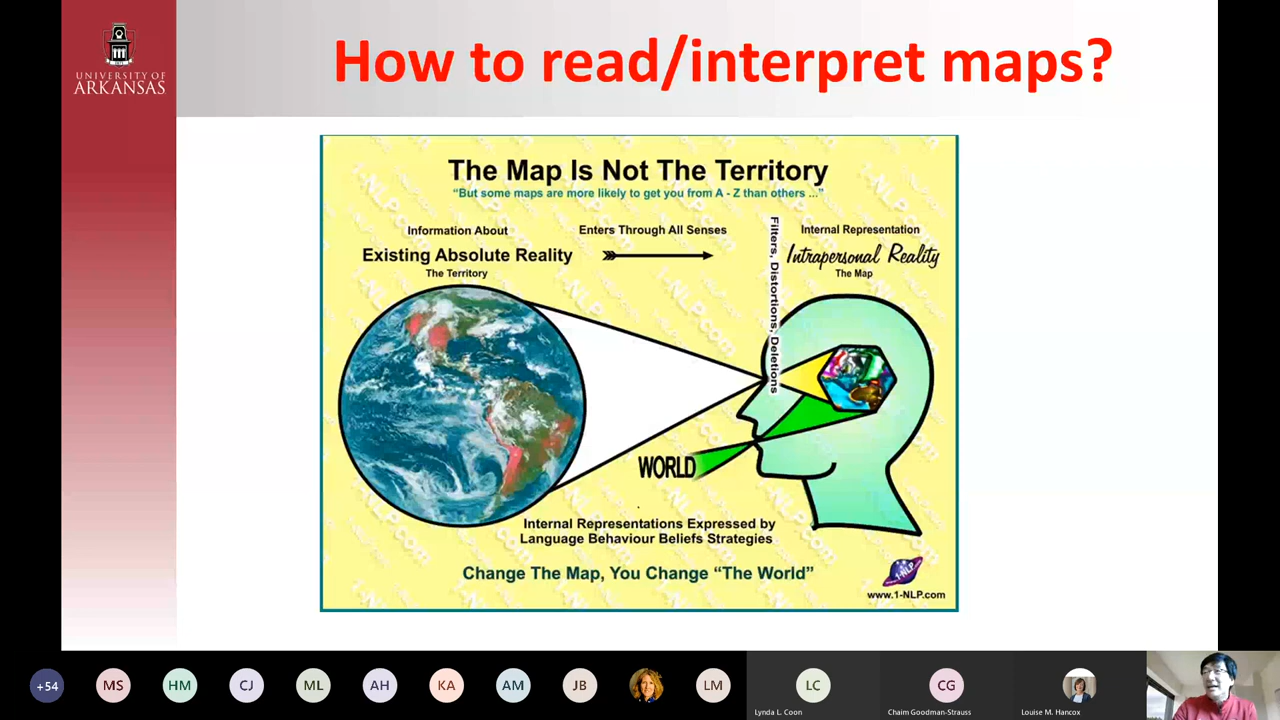 UNIVERSITY OF
ARKANSAS
How to read/interpret maps?
The Map Is Not The Territory
"But some maps are more likely to get you from A - Z than others ..."
Information About
Existing Absolute Reality
The Territory
Enters Through All Senses
Filters, Distortions, Deletions
Internal Representation
Intrapersonal Reality
The Map
WORLD
Internal Representations Expressed by
Language Behaviour Beliefs Strategies
Change The Map, You Change "The World"
1-NLP
www.1-NLP.com
+54
MS
HM
CJ
ML
AH
KA
AM
JB
LM
LC
Lynda L. Coon
CG
Chaim Goodman-Strauss
Louise M. Hancox